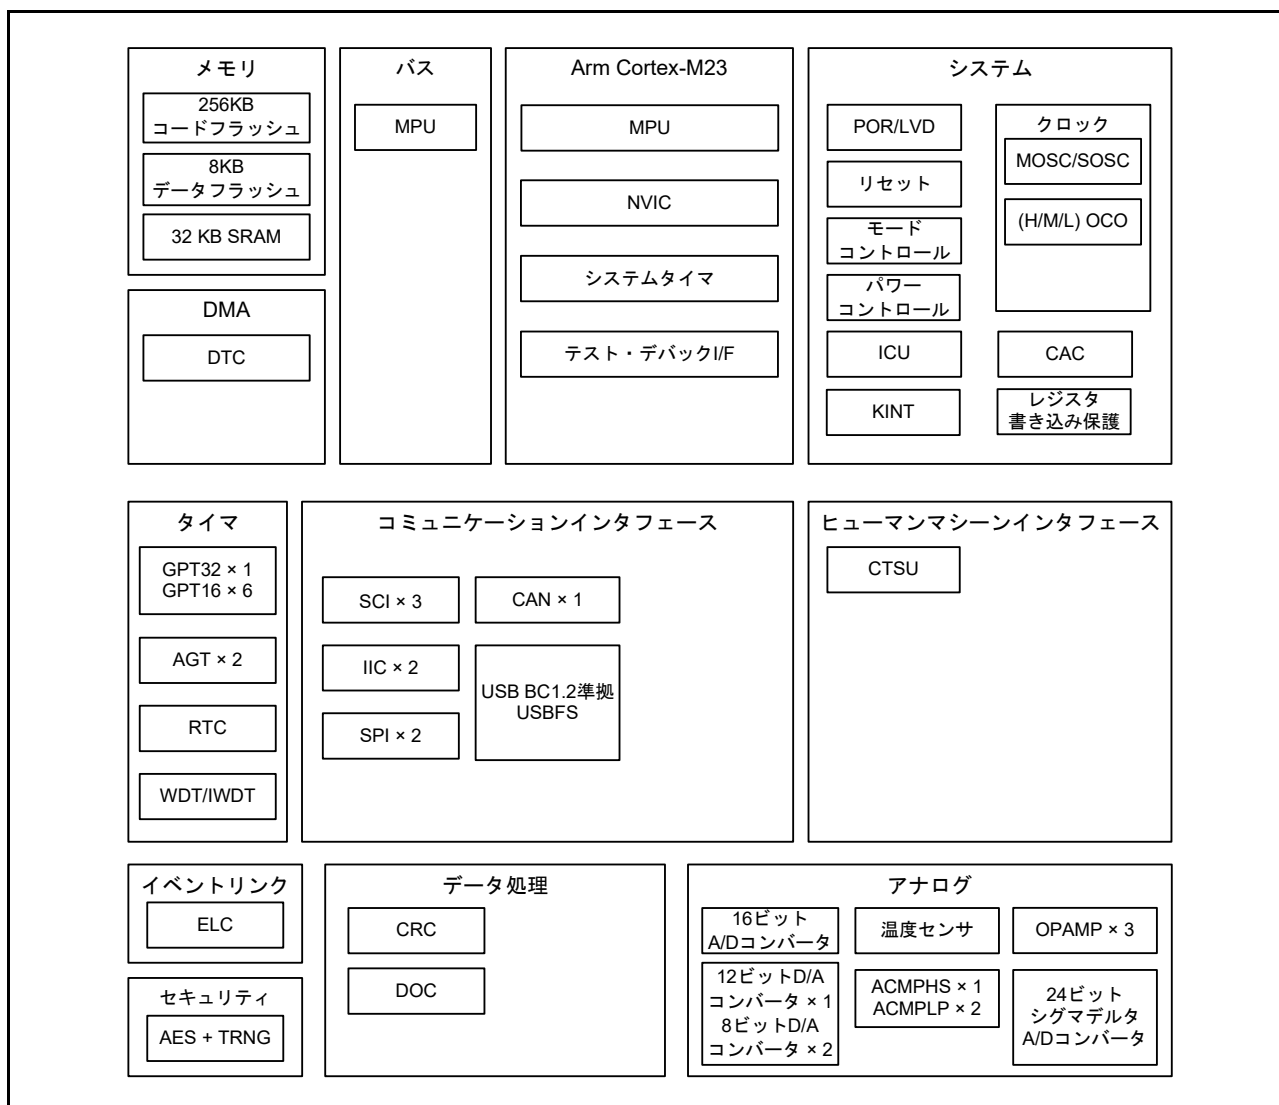 メモリ
256KB
コードフラッシュ
8KB
データフラッシュ
32 KB SRAM
DMA
DTC
バス
MPU
Arm Cortex-M23
MPU
NVIC
システムタイマ
テスト・デバックI/F
システム
POR/LVD
リセット
モード
コントロール
パワー
コントロール
ICU
KINT
クロック
MOSC/SOSC
(H/M/L) OCO
CAC
レジスタ
書き込み保護
タイマ
GPT32 × 1
GPT16 × 6
AGT × 2
RTC
WDT/IWDT
コミュニケーションインタフェース
SCI × 3
IIC × 2
SPI × 2
CAN × 1
USB BC1.2準拠
USBFS
ヒューマンマシーンインタフェース
CTSU
イベントリンク
ELC
セキュリティ
AES + TRNG
データ処理
CRC
DOC
アナログ
16ビット
A/Dコンバータ
12ビットD/A
コンバータ × 1
8ビットD/A
コンバータ × 2
温度センサ
ACMPHS × 1
ACMPLP × 2
OPAMP × 3
24ビット
シグマデルタ
A/Dコンバータ